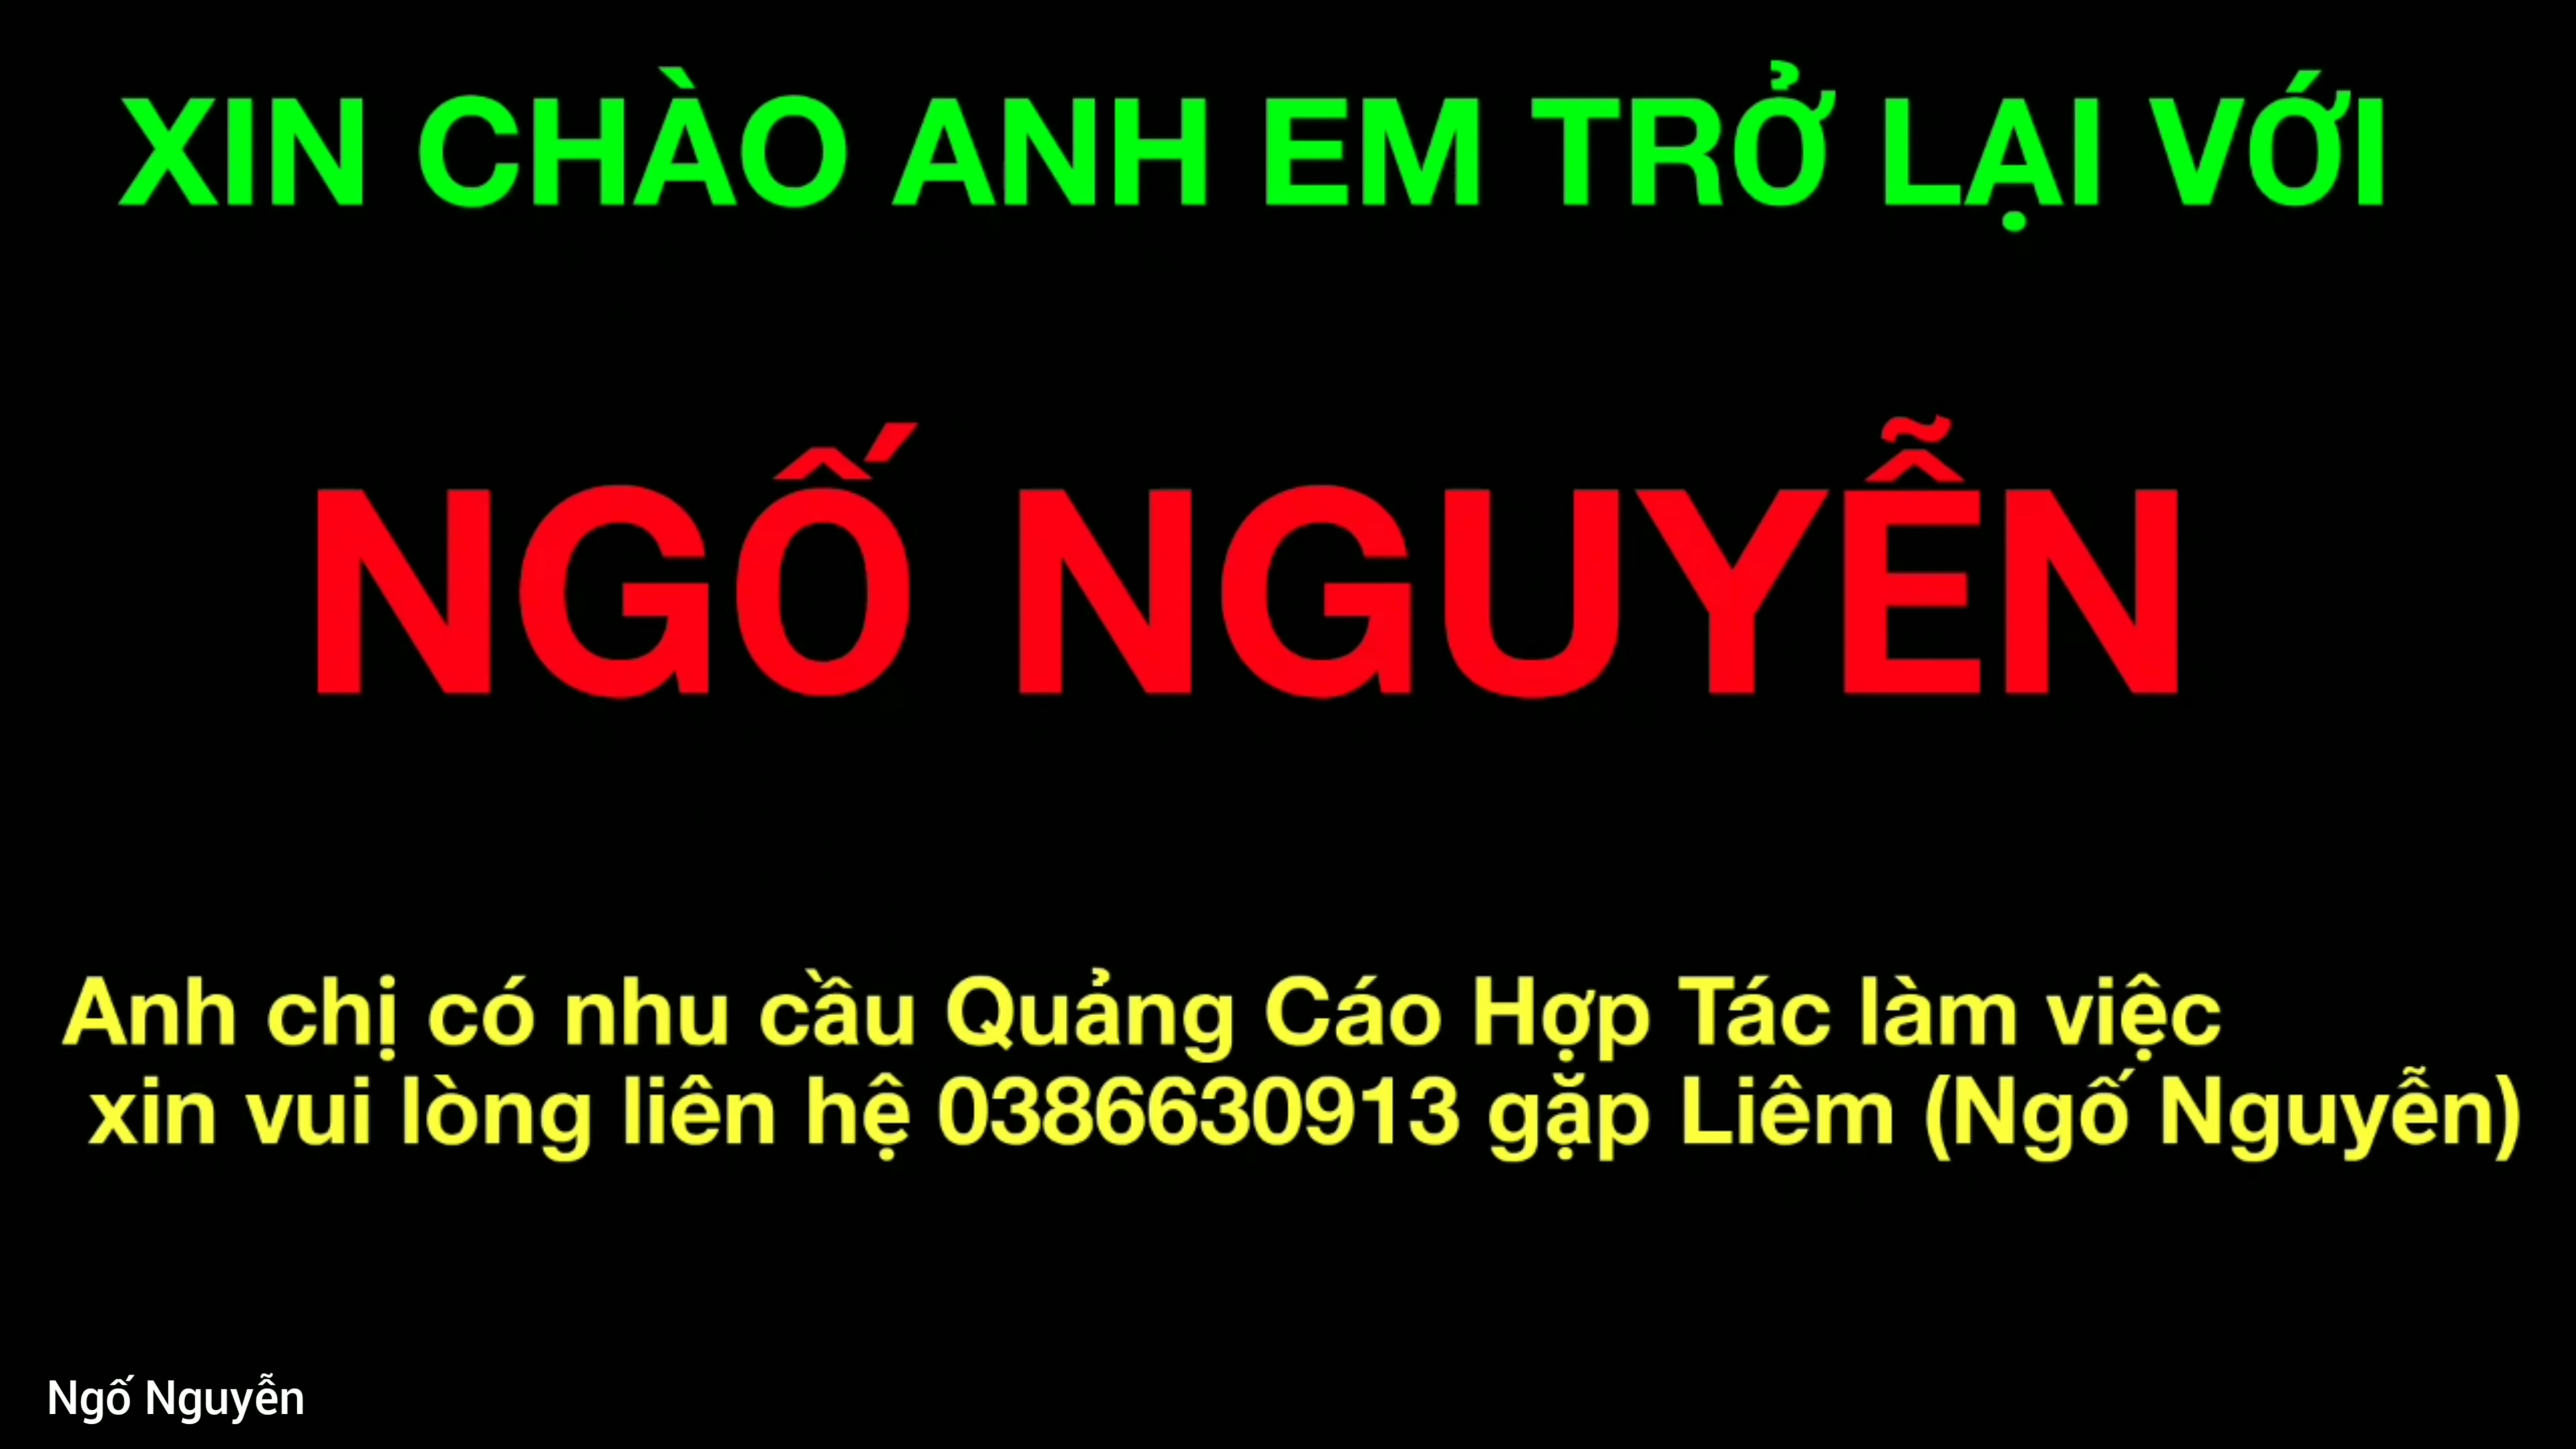 XIN CHÀO ANH EM TRỞ LẠI VỚI
NGỐ NGUYỄN
Anh chị có nhu cầu Quảng Cáo Hợp Tác làm việc
xin vui lòng liên hệ 0386630913 gặp Liêm (Ngố Nguyễn)
Ngố Nguyễn